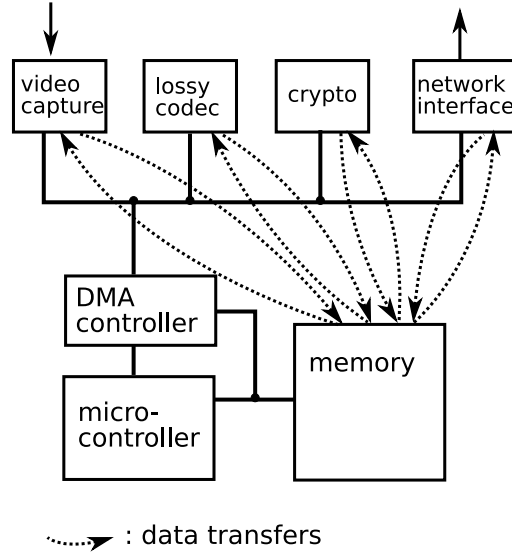 video
capture
lossy
codec
crypto
network
interface
DMA
controller
memory
micro-
controller
: data transfers